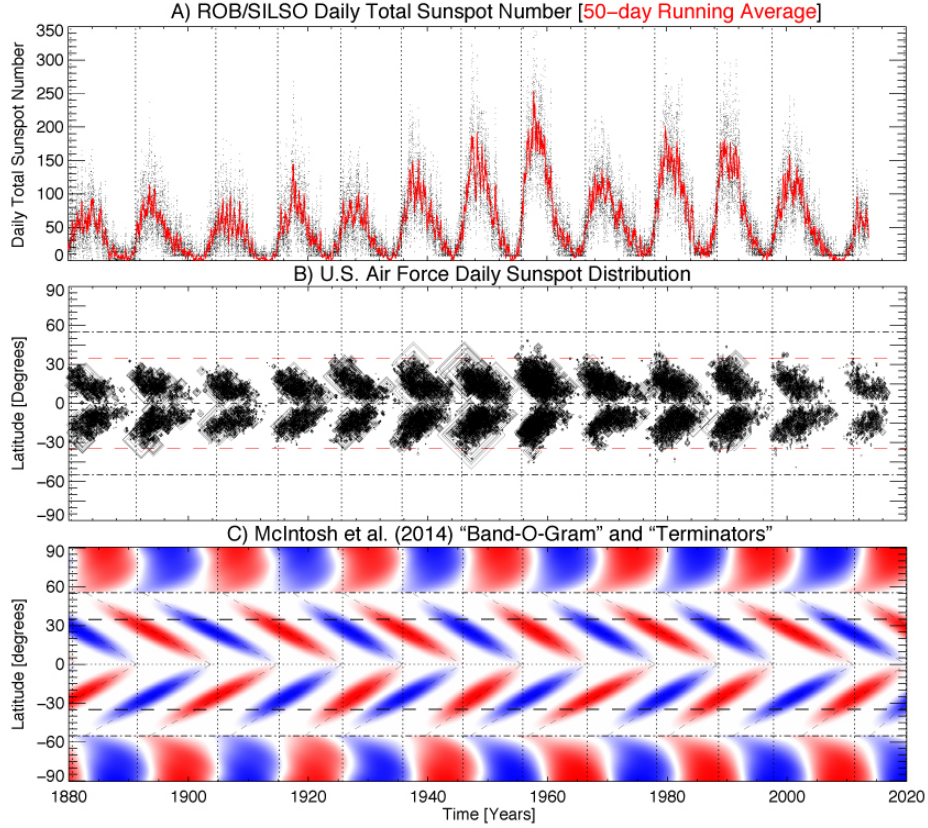 A) ROB/SILSO Daily Total Sunspot Number [50-day Running Average]
Daily Total Sunspot Number
350
300
250
200
150
100
50
0
B) U.S. Air Force Daily Sunspot Distribution
Latitude [Degrees]
90
60
30
0
-30
-60
-90
C) McIntosh et al. (2014) “Band-O-Gram” and “Terminators”
Latitude [degrees]
90
60
30
0
-30
-60
-90
1880 1900 1920 1940 1960 1980 2000 2020
Time [Years]